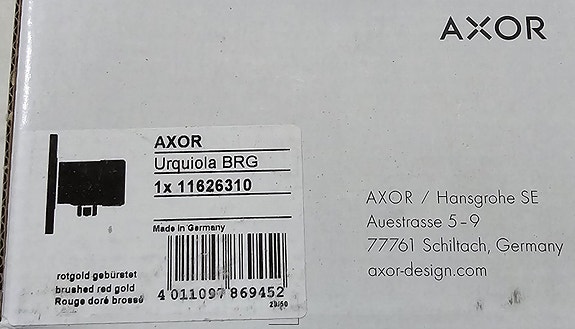 AXOR
AXOR
Urquiola BRG
1x 11626310
Made in Germany
rotgold gebürstet
brushed red gold
Rouge doré brossé
4 011097 869452
AXOR / Hansgrohe SE
Auestrasse 5–9
77761 Schiltach, Germany
axor-design.com